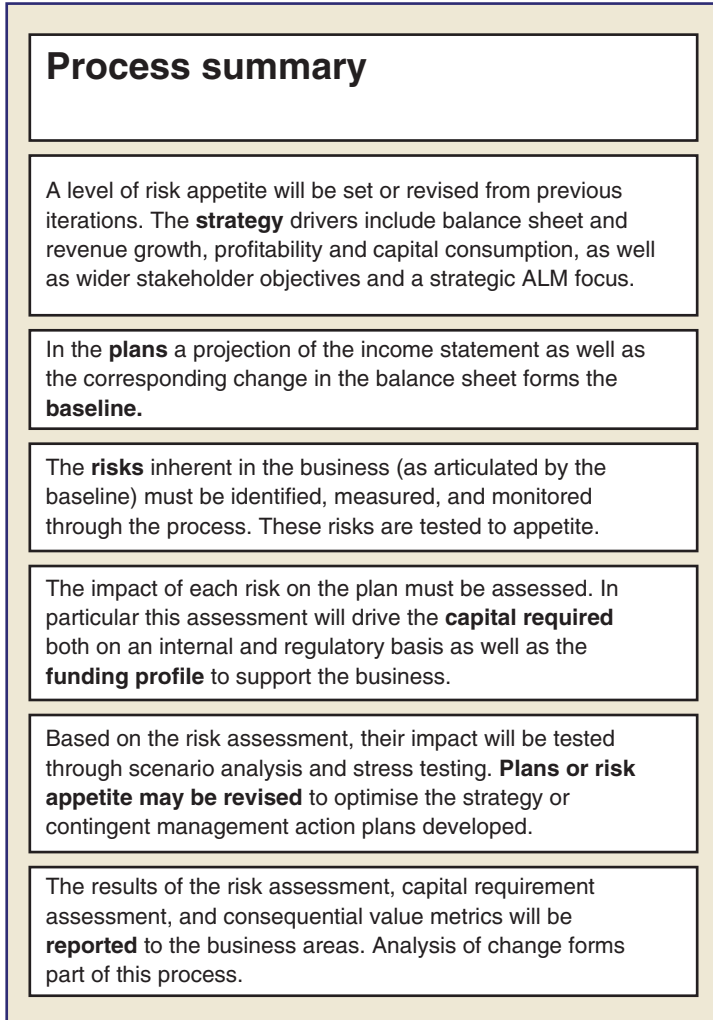 Process summary
A level of risk appetite will be set or revised from previous
iterations. The strategy drivers include balance sheet and
revenue growth, profitability and capital consumption, as well
as wider stakeholder objectives and a strategic ALM focus.
In the plans a projection of the income statement as well as
the corresponding change in the balance sheet forms the
baseline.
The risks inherent in the business (as articulated by the
baseline) must be identified, measured, and monitored
through the process. These risks are tested to appetite.
The impact of each risk on the plan must be assessed. In
particular this assessment will drive the capital required
both on an internal and regulatory basis as well as the
funding profile to support the business.
Based on the risk assessment, their impact will be tested
through scenario analysis and stress testing. Plans or risk
appetite may be revised to optimise the strategy or
contingent management action plans developed.
The results of the risk assessment, capital requirement
assessment, and consequential value metrics will be
reported to the business areas. Analysis of change forms
part of this process.